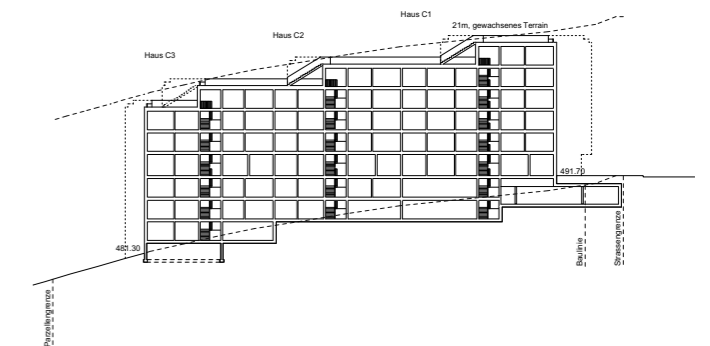 Haus C1
21m, gewachsenes Terrain
Haus C2
Haus C3
491.70
481.30
Baulinie
Strassengrenze
Parzellengrenze